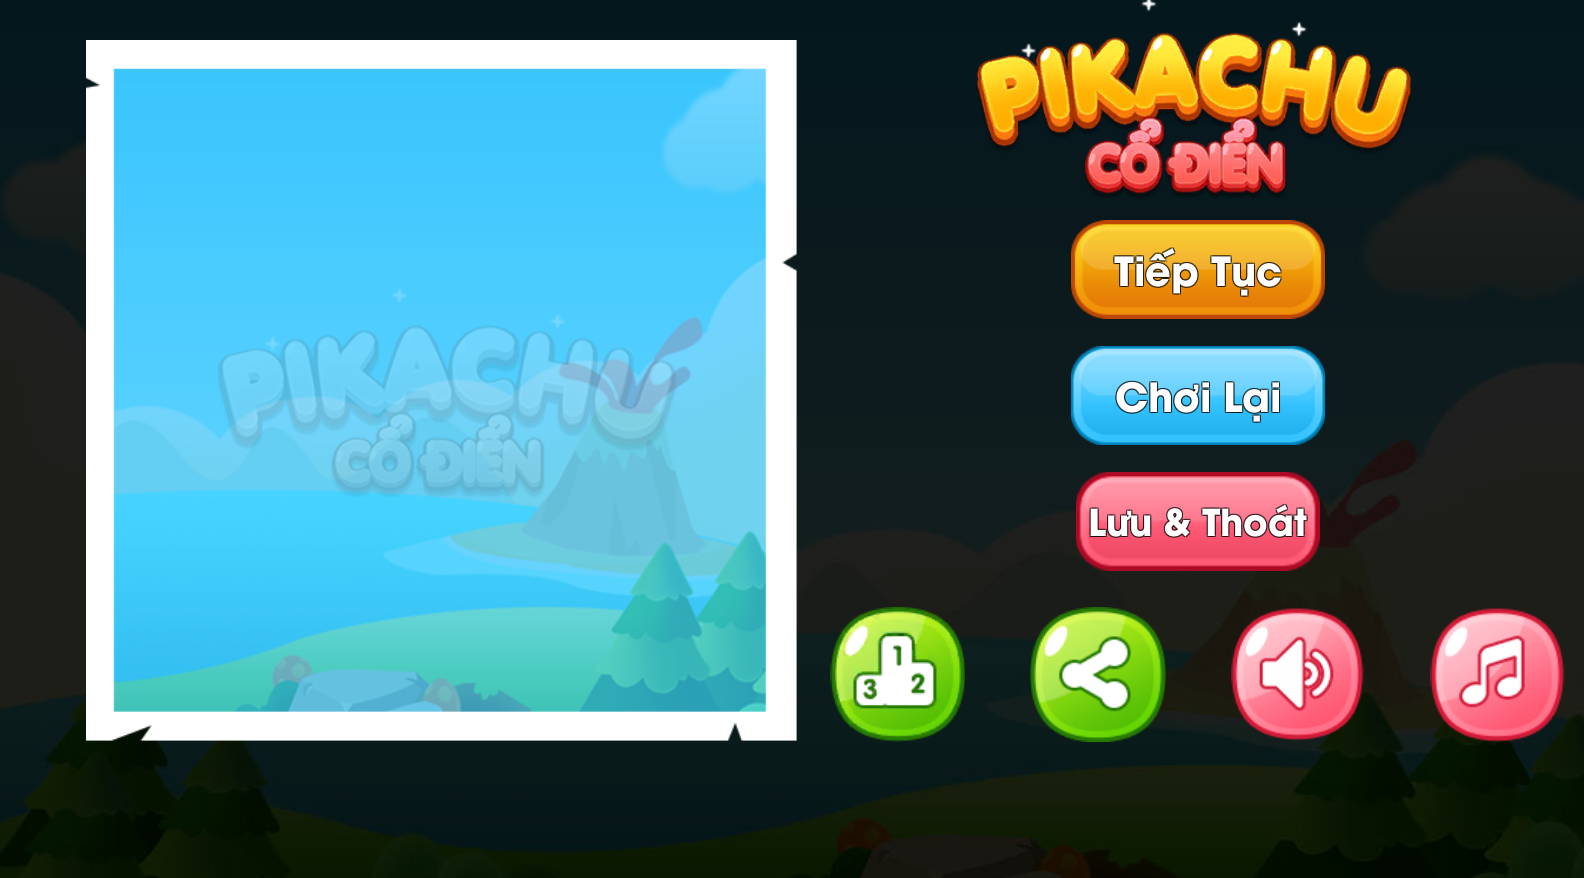 PIKACHU
CỔ ĐIỂN
PIKACHU
CỔ ĐIỂN
Tiếp Tục
Chơi Lại
Lưu & Thoát
1
3 2